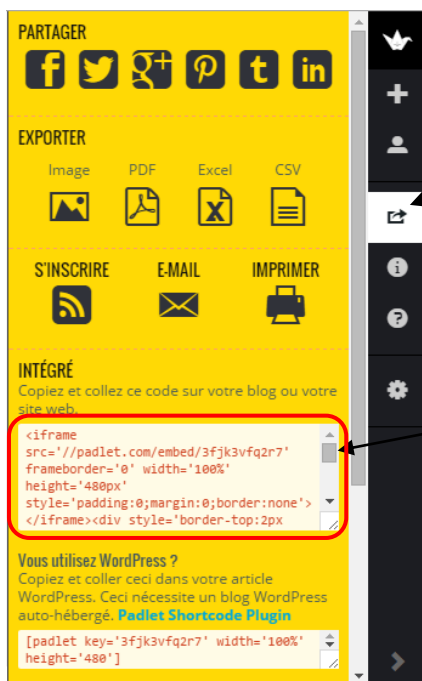 PARTAGER
EXPORTER
Image PDF Excel CSV
S'INSCRIRE E-MAIL IMPRIMER
INTÉGRÉ
Copiez et collez ce code sur votre blog ou votre
site web.
<iframe
src='//padlet.com/embed/3fjk3vfq2r7'
frameborder='0' width='100%'
height='480px'
style='padding:0;margin:0;border:none'>
</iframe><div style='border-top:2px
Vous utilisez WordPress ?
Copiez et coller ceci dans votre article
WordPress. Ceci nécessite un blog WordPress
auto-hébergé. Padlet Shortcode Plugin
[padlet key='3fjk3vfq2r7' width='100%'
height='480']